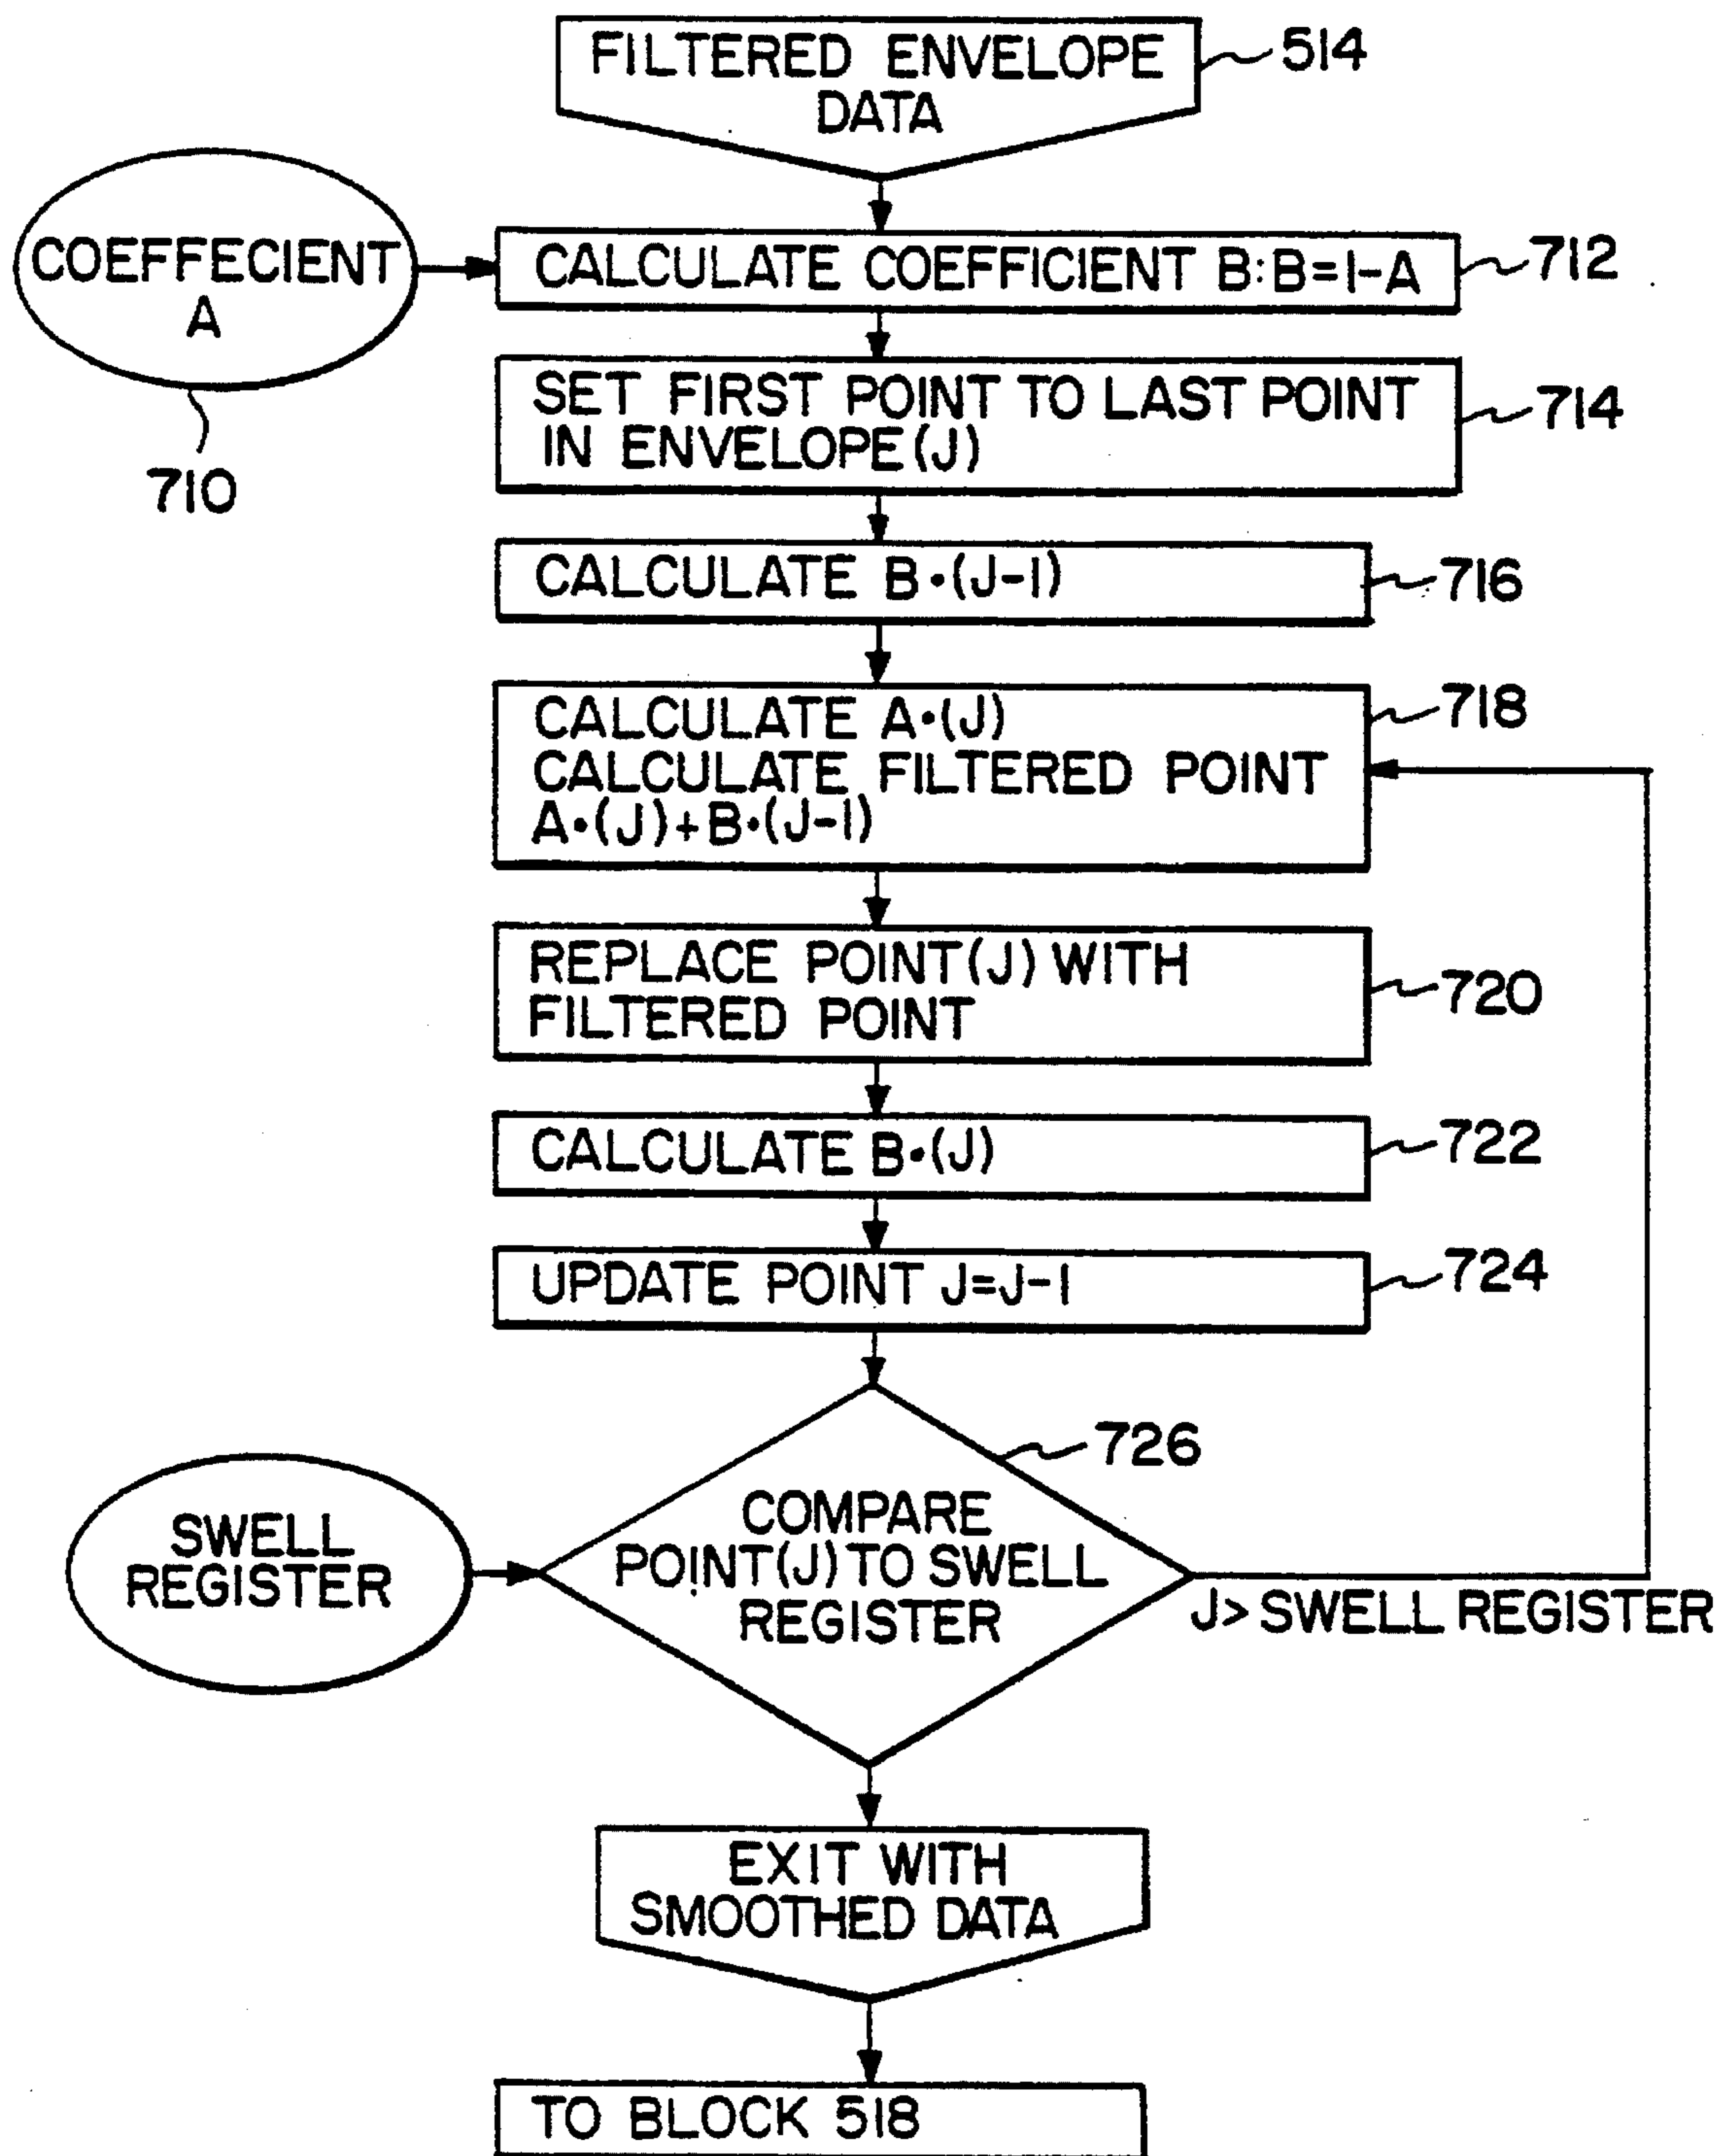 FILTERED ENVELOPE
DATA
514
COEFFECIENT
A
710
CALCULATE COEFFICIENT B:B=1-A
712
SET FIRST POINT TO LAST POINT
IN ENVELOPE(J)
714
CALCULATE B•(J-1)
716
CALCULATE A•(J)
CALCULATE FILTERED POINT
A•(J)+B•(J-1)
718
REPLACE POINT(J) WITH
FILTERED POINT
720
CALCULATE B•(J)
722
UPDATE POINT J=J-1
724
726
SWELL
REGISTER
COMPARE
POINT(J) TO SWELL
REGISTER
J> SWELL REGISTER
EXIT WITH
SMOOTHED DATA
TO BLOCK 518